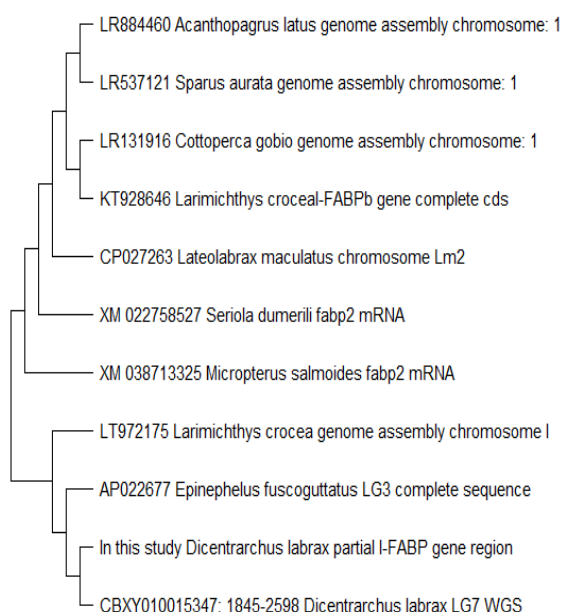 LR884460 Acanthopagrus latus genome assembly chromosome: 1
LR537121 Sparus aurata genome assembly chromosome: 1
LR131916 Cottoperca gobio genome assembly chromosome: 1
KT928646 Larimichthys croceaI-FABPb gene complete cds
CP027263 Lateolabrax maculatus chromosome Lm2
XM 022758527 Seriola dumerili fabp2 mRNA
XM 038713325 Micropterus salmoides fabp2 mRNA
LT972175 Larimichthys crocea genome assembly chromosome I
AP022677 Epinephelus fuscoguttatus LG3 complete sequence
In this study Dicentrarchus labrax partial I-FABP gene region
CBXY010015347: 1845-2598 Dicentrarchus labrax LG7 WGS